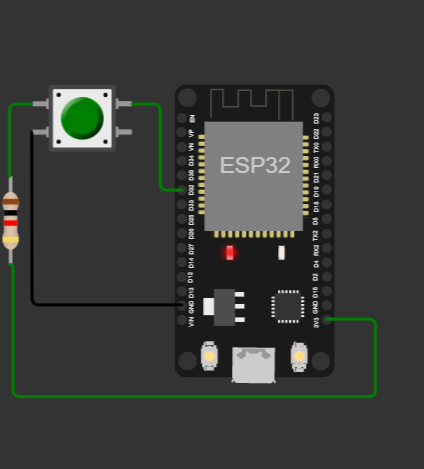 ESP32
EN
VP
VN
D34
D35
D32
D33
D25
D26
D27
D14
D12
D13
GND
VIN
D23
D22
TX0
RX0
D21
D19
D18
D5
TX2
RX2
D4
D2
D15
GND
3V3